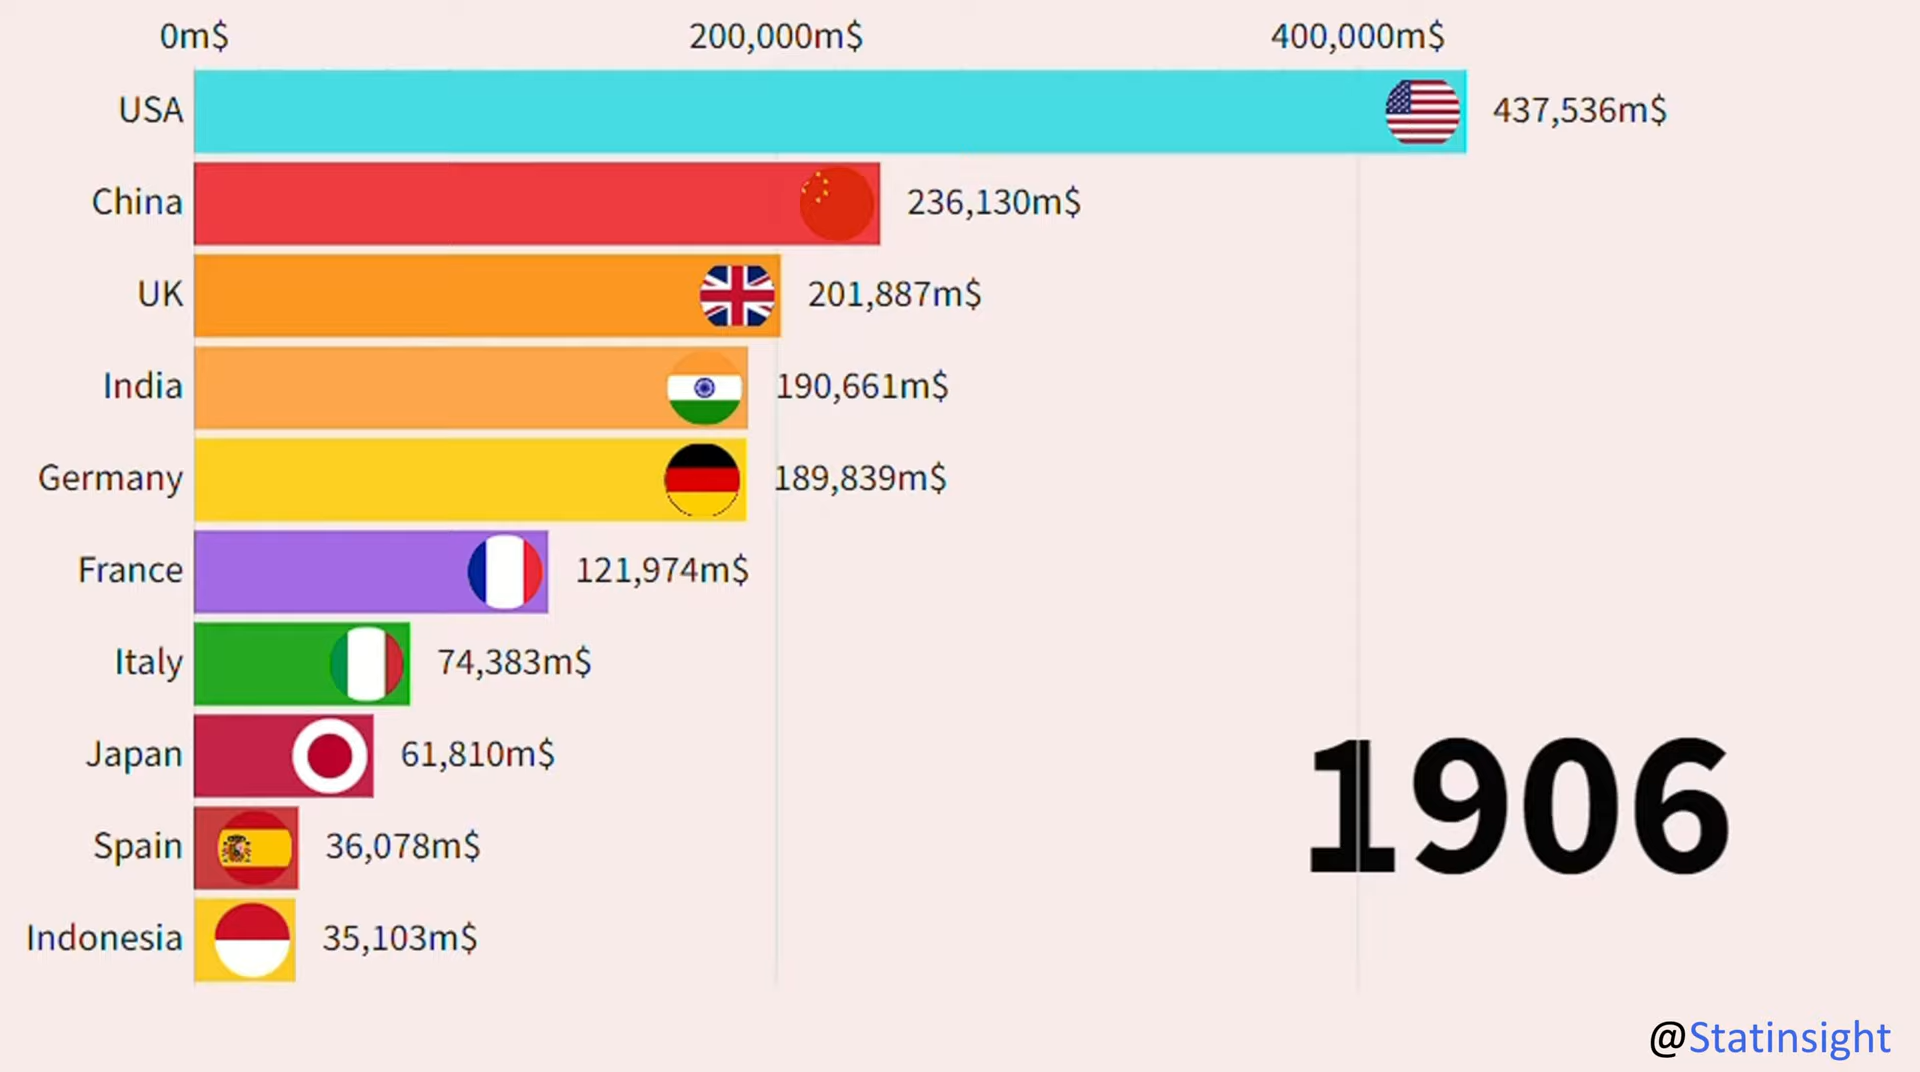 0m$ 200,000m$ 400,000m$
USA 437,536m$
China 236,130m$
UK 201,887m$
India 190,661m$
Germany 189,839m$
France 121,974m$
Italy 74,383m$
Japan 61,810m$
Spain 36,078m$
Indonesia 35,103m$
1906
@Statinsight